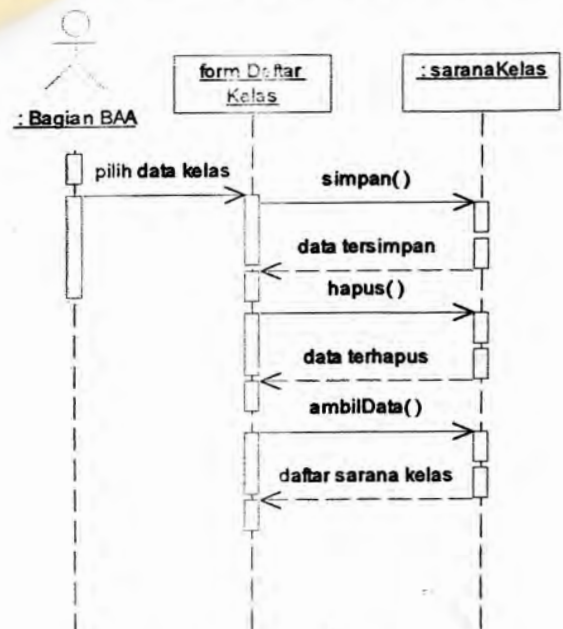 form Daftar
Kelas
: saranaKelas
: Bagian BAA
pilih data kelas
simpan()
data tersimpan
hapus()
data terhapus
ambilData()
daftar sarana kelas